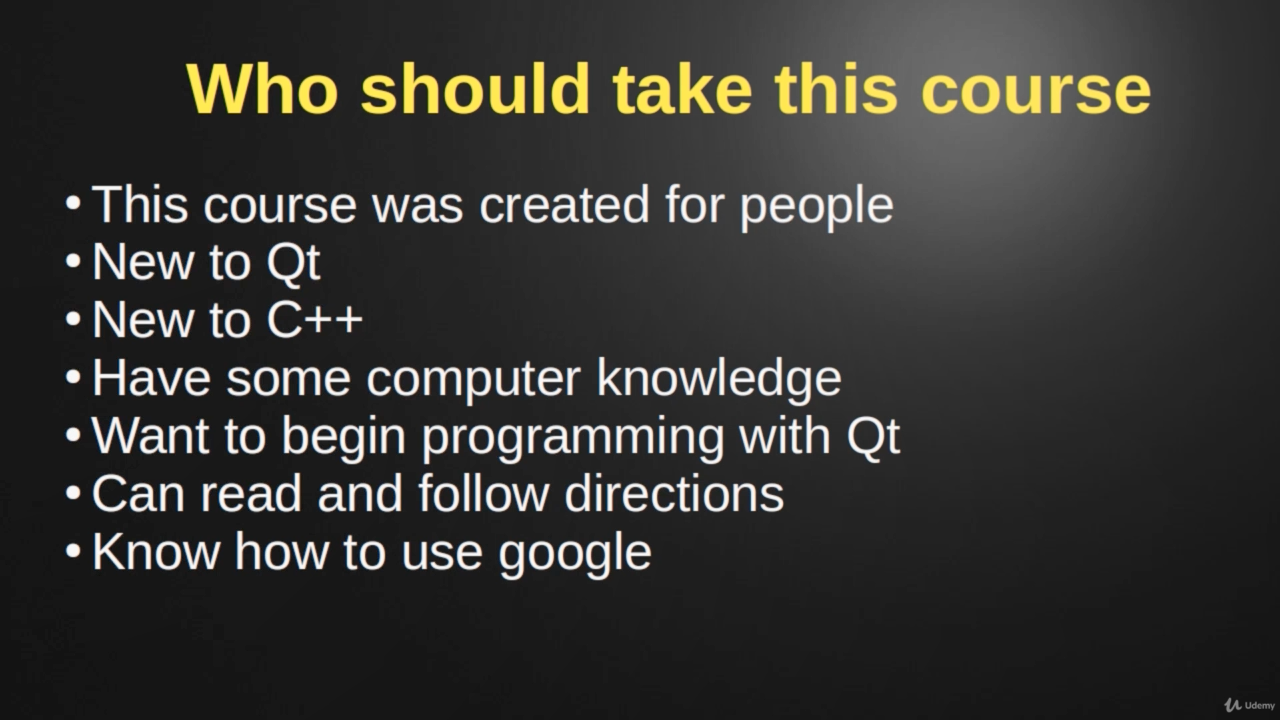 Who should take this course
• This course was created for people
• New to Qt
• New to C++
• Have some computer knowledge
• Want to begin programming with Qt
• Can read and follow directions
• Know how to use google
Udemy